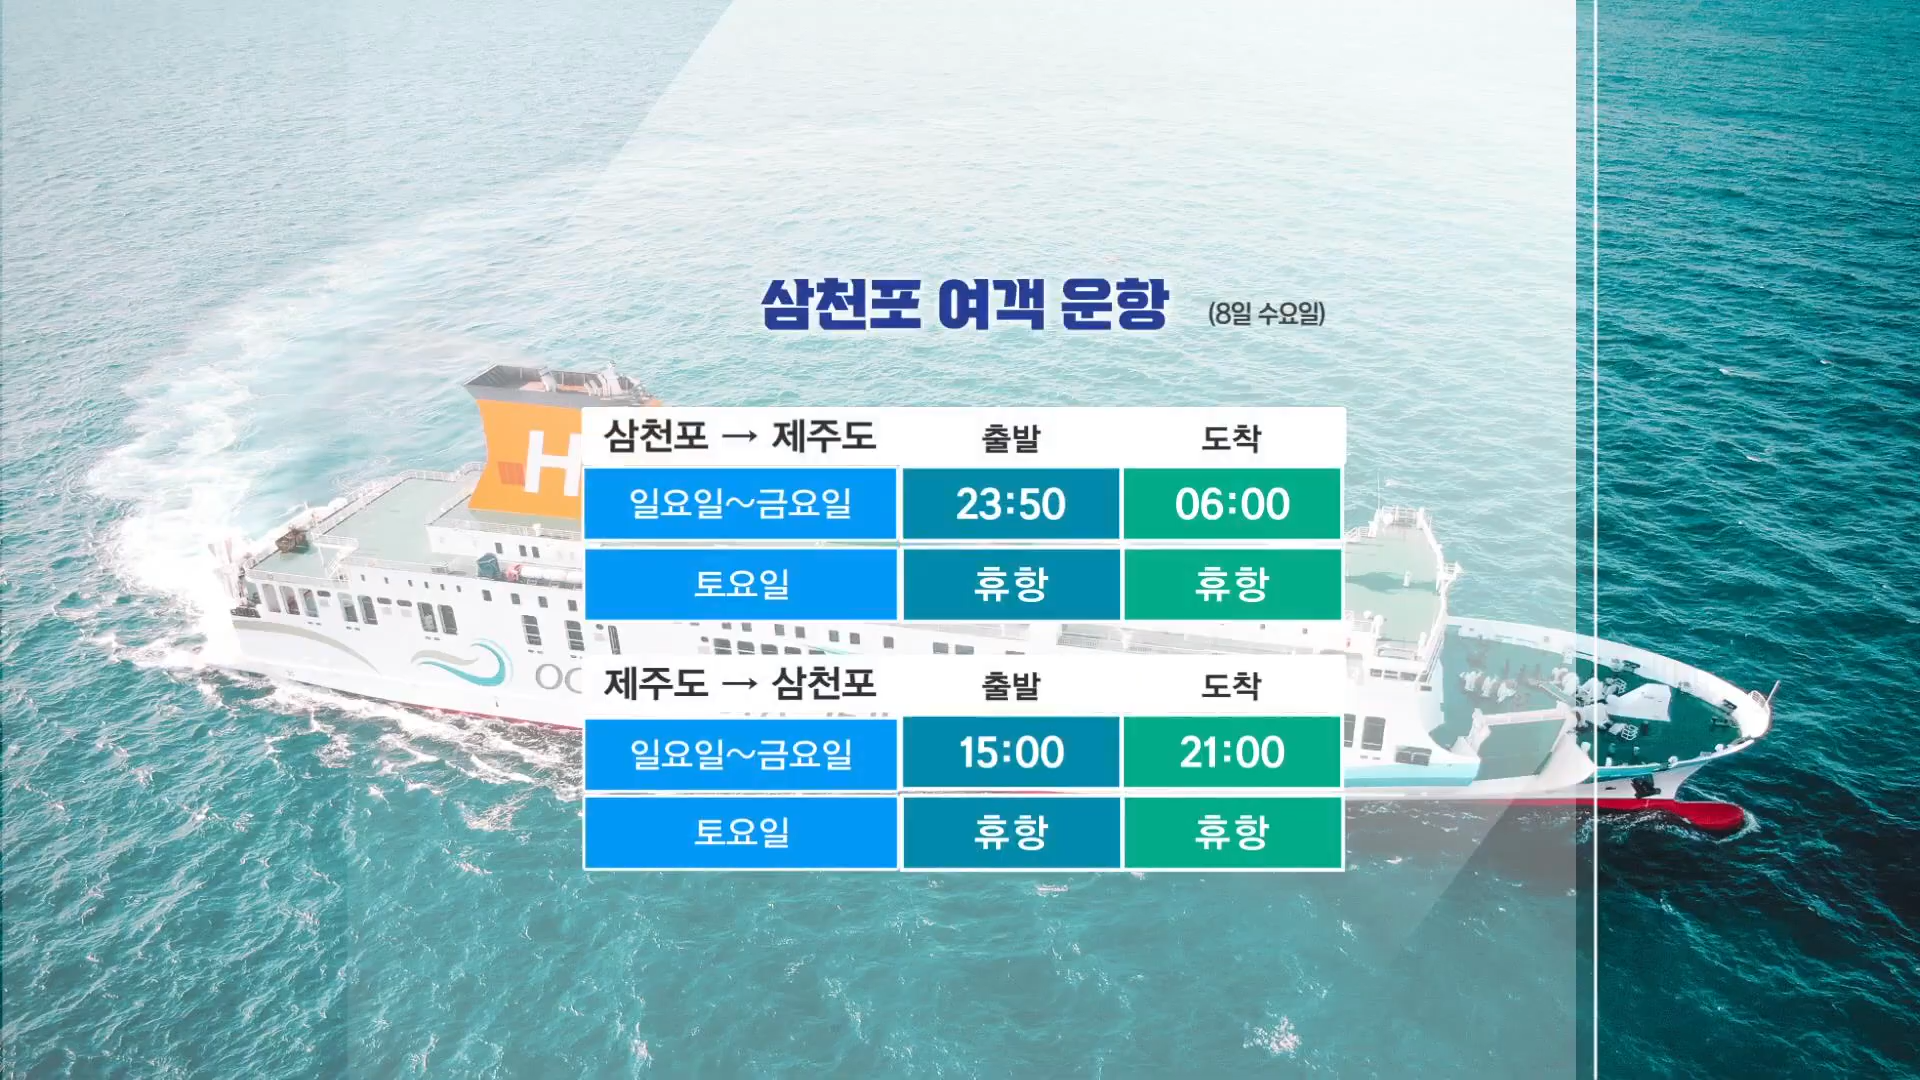 삼천포 여객 운항 (8일 수요일)
삼천포 → 제주도 출발 도착
일요일~금요일 23:50 06:00
토요일 휴항 휴항
제주도 → 삼천포 출발 도착
일요일~금요일 15:00 21:00
토요일 휴항 휴항
H